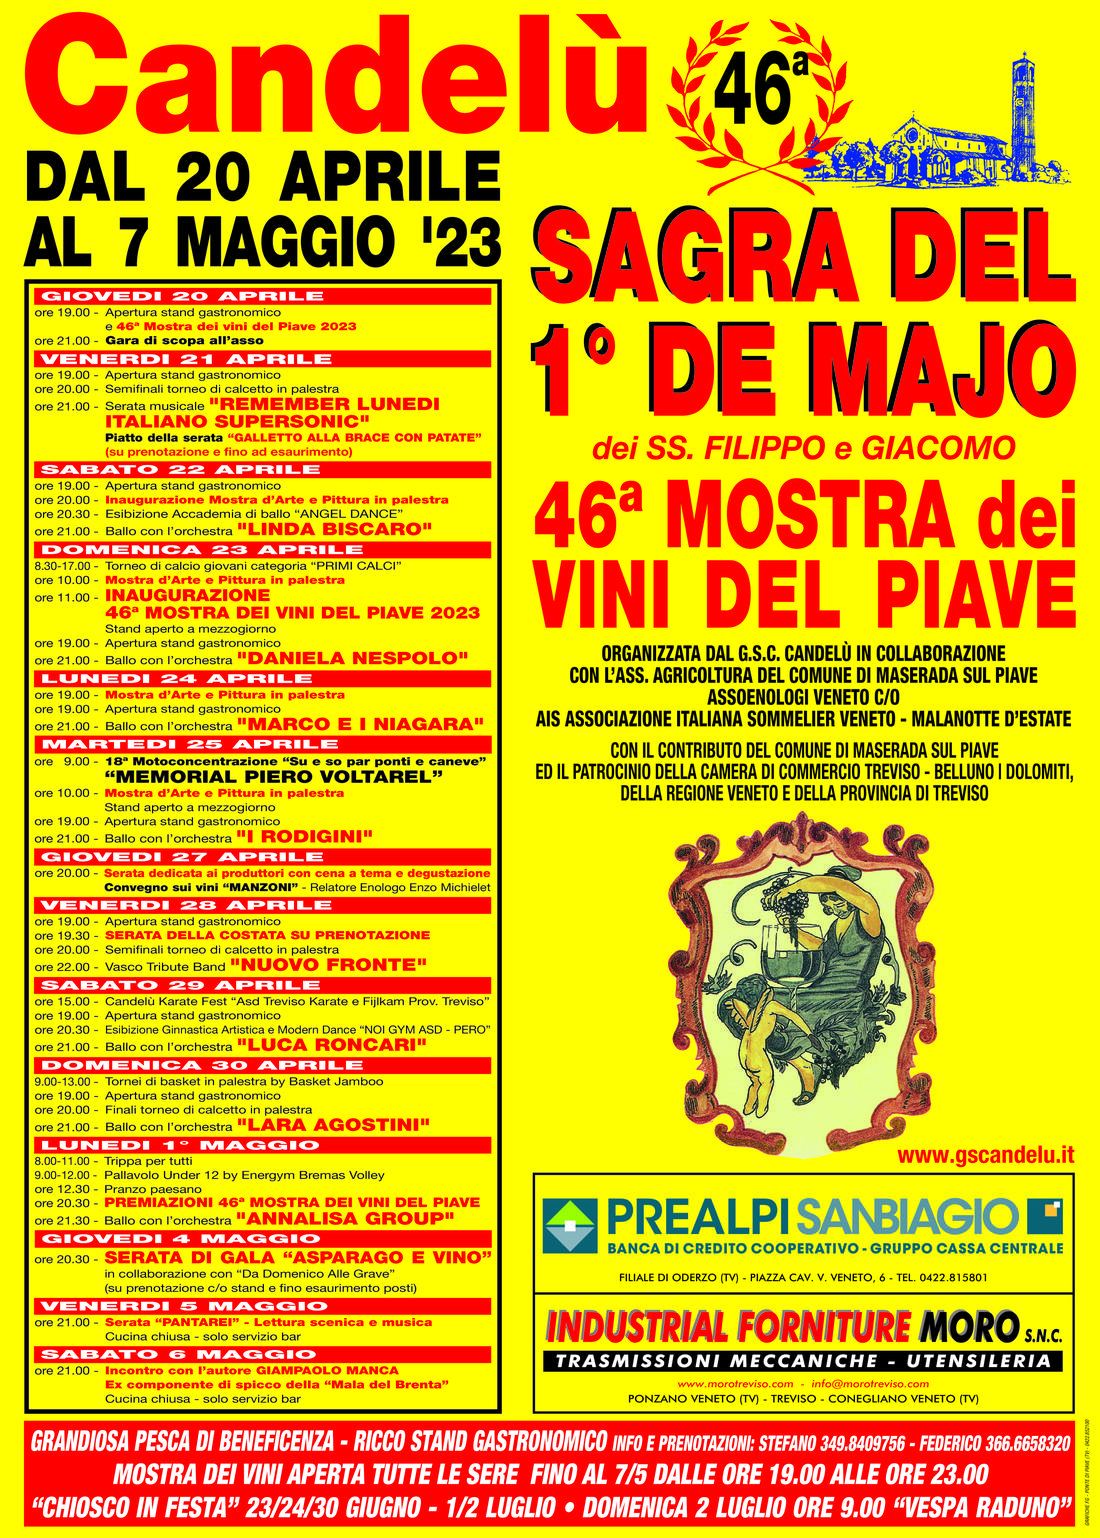 Candelù
46ª
DAL 20 APRILE
AL 7 MAGGIO '23
GIOVEDI 20 APRILE
ore 19.00 - Apertura stand gastronomico
e 46ª Mostra dei vini del Piave 2023
ore 21.00 - Gara di scopa all'asso
VENERDI 21 APRILE
ore 19.00 - Apertura stand gastronomico
ore 20.00 - Semifinali torneo di calcetto in palestra
ore 21.00 - Serata musicale "REMEMBER LUNEDI
ITALIANO SUPERSONIC"
Piatto della serata “GALLETTO ALLA BRACE CON PATATE”
(su prenotazione e fino ad esaurimento)
SABATO 22 APRILE
ore 19.00 - Apertura stand gastronomico
ore 20.00 - Inaugurazione Mostra d'Arte e Pittura in palestra
ore 20.30 - Esibizione Accademia di ballo “ANGEL DANCE”
ore 21.00 - Ballo con l'orchestra "LINDA BISCARO"
DOMENICA 23 APRILE
8.30-17.00 - Torneo di calcio giovani categoria “PRIMI CALCI”
ore 10.00 - Mostra d'Arte e Pittura in palestra
ore 11.00 - INAUGURAZIONE
46ª MOSTRA DEI VINI DEL PIAVE 2023
Stand aperto a mezzogiorno
ore 19.00 - Apertura stand gastronomico
ore 21.00 - Ballo con l'orchestra "DANIELA NESPOLO"
LUNEDI 24 APRILE
ore 19.00 - Mostra d'Arte e Pittura in palestra
ore 19.00 - Apertura stand gastronomico
ore 21.00 - Ballo con l'orchestra "MARCO E I NIAGARA"
MARTEDI 25 APRILE
ore 9.00 - 18ª Motoconcentrazione “Su e so par ponti e caneve”
“MEMORIAL PIERO VOLTAREL”
ore 10.00 - Mostra d'Arte e Pittura in palestra
Stand aperto a mezzogiorno
ore 19.00 - Apertura stand gastronomico
ore 21.00 - Ballo con l'orchestra "I RODIGINI"
GIOVEDI 27 APRILE
ore 20.00 - Serata dedicata ai produttori con cena a tema e degustazione
Convegno sui vini “MANZONI” - Relatore Enologo Enzo Michielet
VENERDI 28 APRILE
ore 19.00 - Apertura stand gastronomico
ore 19.30 - SERATA DELLA COSTATA SU PRENOTAZIONE
ore 20.00 - Semifinali torneo di calcetto in palestra
ore 22.00 - Vasco Tribute Band "NUOVO FRONTE"
SABATO 29 APRILE
ore 15.00 - Candelù Karate Fest “Asd Treviso Karate e Fijlkam Prov. Treviso”
ore 19.00 - Apertura stand gastronomico
ore 20.30 - Esibizione Ginnastica Artistica e Modern Dance “NOI GYM ASD - PERO”
ore 21.00 - Ballo con l'orchestra "LUCA RONCARI"
DOMENICA 30 APRILE
9.00-13.00 - Tornei di basket in palestra by Basket Jamboo
ore 19.00 - Apertura stand gastronomico
ore 20.00 - Finali torneo di calcetto in palestra
ore 21.00 - Ballo con l'orchestra "LARA AGOSTINI"
LUNEDI 1° MAGGIO
8.00-11.00 - Trippa per tutti
9.00-12.00 - Pallavolo Under 12 by Energym Bremas Volley
ore 12.30 - Pranzo paesano
ore 20.30 - PREMIAZIONI 46ª MOSTRA DEI VINI DEL PIAVE
ore 21.30 - Ballo con l'orchestra "ANNALISA GROUP"
GIOVEDI 4 MAGGIO
ore 20.30 - SERATA DI GALA “ASPARAGO E VINO”
in collaborazione con “Da Domenico Alle Grave”
(su prenotazione c/o stand e fino esaurimento posti)
VENERDI 5 MAGGIO
ore 21.00 - Serata “PANTAREI” - Lettura scenica e musica
Cucina chiusa - solo servizio bar
SABATO 6 MAGGIO
ore 21.00 - Incontro con l'autore GIAMPAOLO MANCA
Ex componente di spicco della “Mala del Brenta”
Cucina chiusa - solo servizio bar
SAGRA DEL
1° DE MAJO
dei SS. FILIPPO e GIACOMO
46ª MOSTRA dei
VINI DEL PIAVE
ORGANIZZATA DAL G.S.C. CANDELÙ IN COLLABORAZIONE
CON L'ASS. AGRICOLTURA DEL COMUNE DI MASERADA SUL PIAVE
ASSOENOLOGI VENETO C/O
AIS ASSOCIAZIONE ITALIANA SOMMELIER VENETO - MALANOTTE D'ESTATE
CON IL CONTRIBUTO DEL COMUNE DI MASERADA SUL PIAVE
ED IL PATROCINIO DELLA CAMERA DI COMMERCIO TREVISO - BELLUNO I DOLOMITI,
DELLA REGIONE VENETO E DELLA PROVINCIA DI TREVISO
www.gscandelu.it
PREALPI SANBIAGIO
BANCA DI CREDITO COOPERATIVO - GRUPPO CASSA CENTRALE
FILIALE DI ODERZO (TV) - PIAZZA CAV. V. VENETO, 6 - TEL. 0422.815801
INDUSTRIAL FORNITURE MORO S.N.C.
TRASMISSIONI MECCANICHE - UTENSILERIA
www.morotreviso.com - info@morotreviso.com
PONZANO VENETO (TV) - TREVISO - CONEGLIANO VENETO (TV)
GRANDIOSA PESCA DI BENEFICENZA - RICCO STAND GASTRONOMICO INFO E PRENOTAZIONI: STEFANO 349.8409756 - FEDERICO 366.6658320
MOSTRA DEI VINI APERTA TUTTE LE SERE FINO AL 7/5 DALLE ORE 19.00 ALLE ORE 23.00
“CHIOSCO IN FESTA” 23/24/30 GIUGNO - 1/2 LUGLIO • DOMENICA 2 LUGLIO ORE 9.00 “VESPA RADUNO”